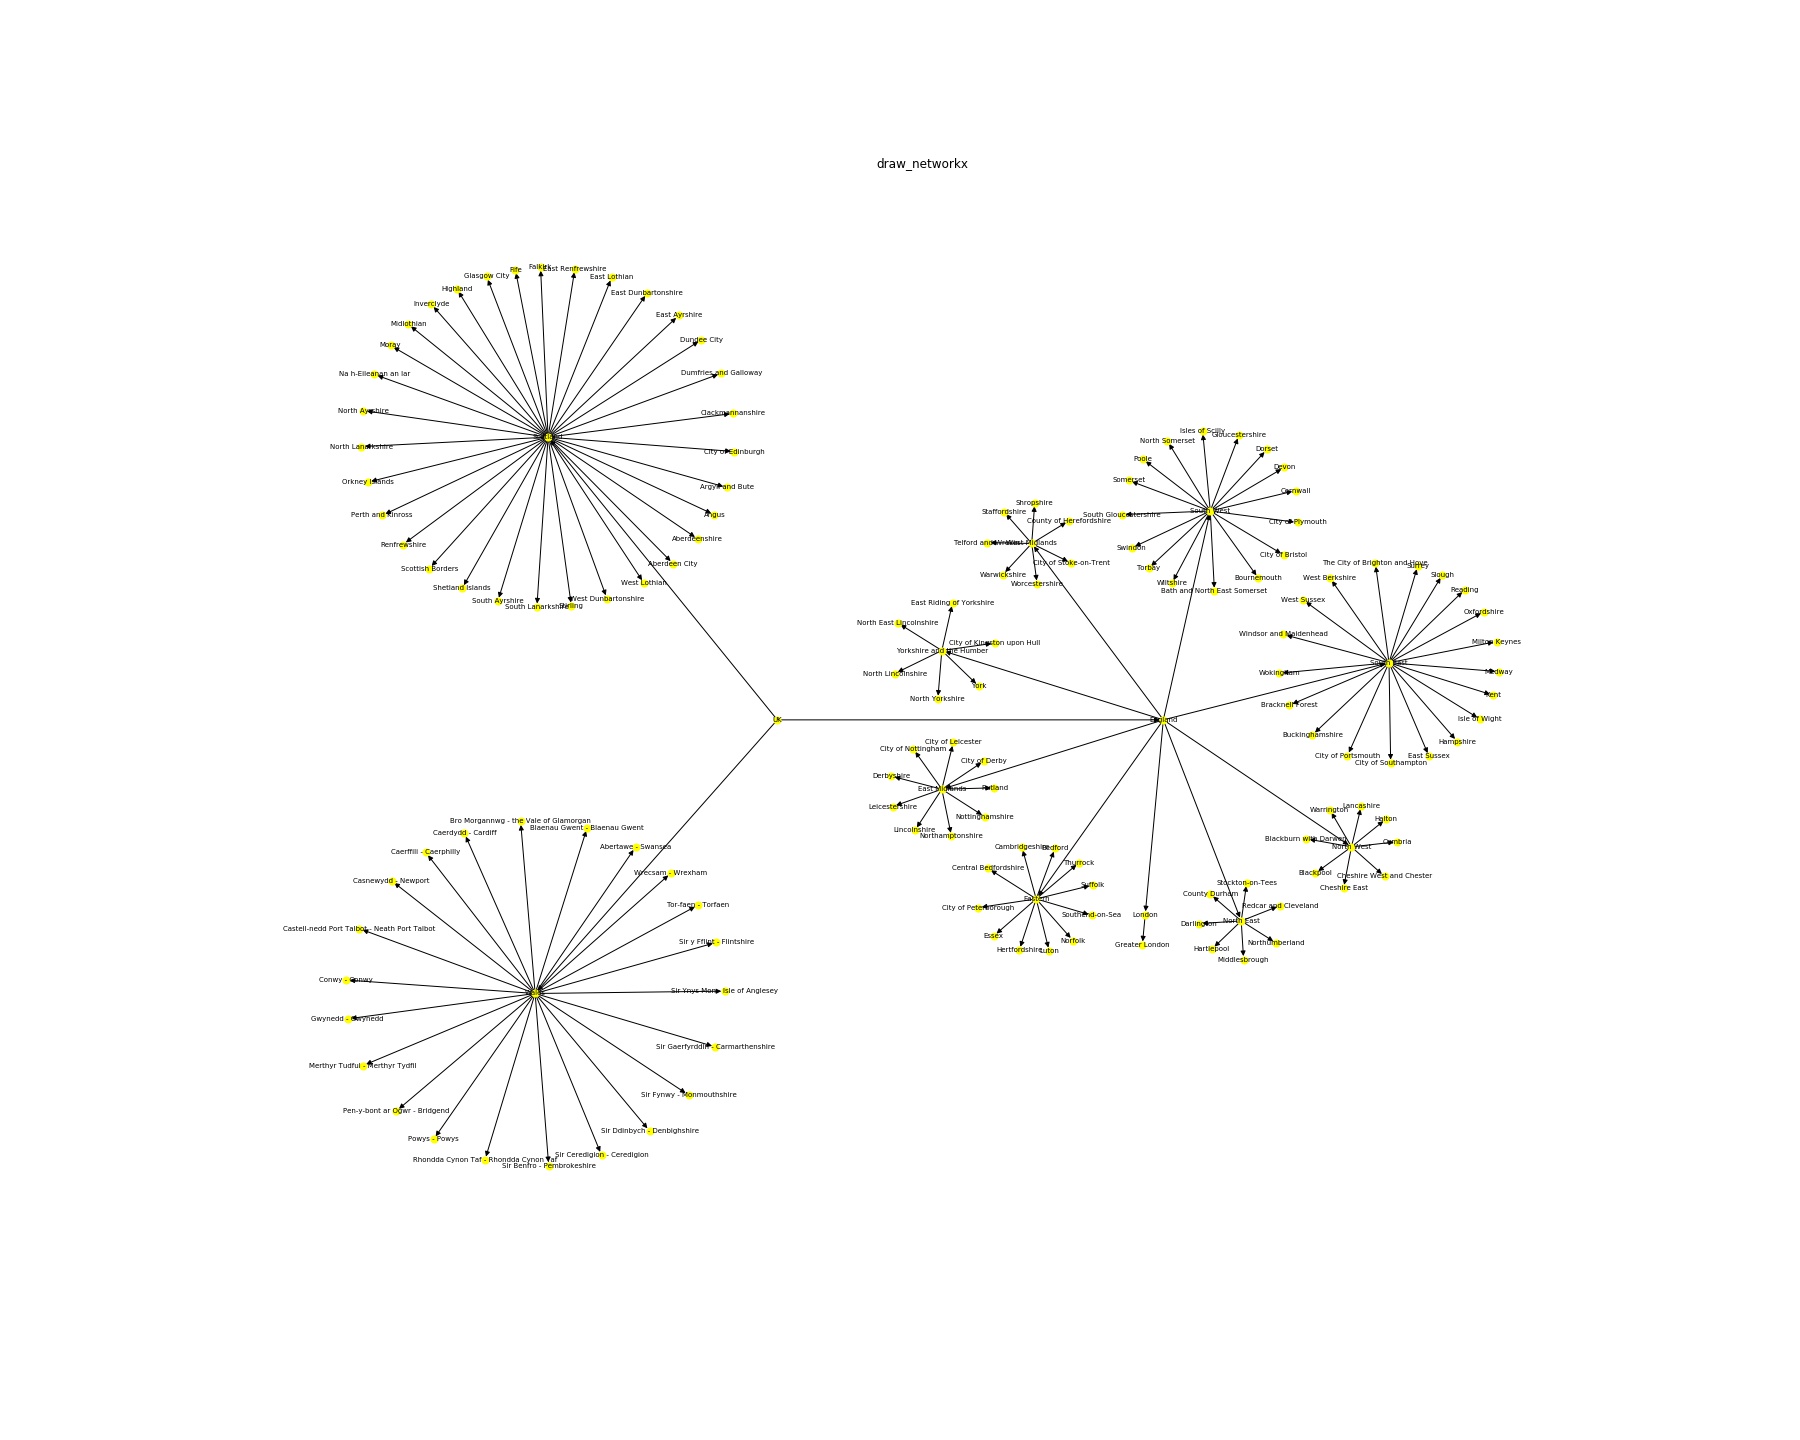 draw_networkx
Falkirk
East Renfrewshire
Fife
Glasgow City
East Lothian
Highland
East Dunbartonshire
Inverclyde
East Ayrshire
Midlothian
Dundee City
Moray
Dumfries and Galloway
Na h-Eileanan an Iar
Clackmannanshire
North Ayrshire
North Lanarkshire
City of Edinburgh
Orkney Islands
Argyll and Bute
Perth and Kinross
Angus
Renfrewshire
Aberdeenshire
Scottish Borders
Aberdeen City
Shetland Islands
West Lothian
South Ayrshire
South Lanarkshire
Stirling
West Dunbartonshire
Isles of Scilly
Gloucestershire
North Somerset
Dorset
Poole
Devon
Somerset
Cornwall
South Gloucestershire
South West
City of Plymouth
Swindon
City of Bristol
Torbay
Wiltshire
Bournemouth
Bath and North East Somerset
Shropshire
Staffordshire
County of Herefordshire
Telford and Wrekin
West Midlands
City of Stoke-on-Trent
Warwickshire
Worcestershire
The City of Brighton and Hove
Surrey
West Berkshire
Slough
Reading
West Sussex
Oxfordshire
Windsor and Maidenhead
Milton Keynes
South East
Wokingham
Medway
Kent
Bracknell Forest
Isle of Wight
Buckinghamshire
Hampshire
City of Portsmouth
East Sussex
City of Southampton
East Riding of Yorkshire
North East Lincolnshire
City of Kingston upon Hull
Yorkshire and the Humber
North Lincolnshire
York
North Yorkshire
UK
England
City of Leicester
City of Nottingham
City of Derby
Derbyshire
East Midlands
Rutland
Leicestershire
Nottinghamshire
Lincolnshire
Northamptonshire
Lancashire
Warrington
Halton
Blackburn with Darwen
Cumbria
North West
Blackpool
Cheshire West and Chester
Cheshire East
Cambridgeshire
Bedford
Thurrock
Central Bedfordshire
Suffolk
Eastern
City of Peterborough
Southend-on-Sea
Essex
Norfolk
Hertfordshire
Luton
London
Greater London
Stockton-on-Tees
County Durham
Redcar and Cleveland
Darlington
North East
Hartlepool
Northumberland
Middlesbrough
Bro Morgannwg - the Vale of Glamorgan
Blaenau Gwent - Blaenau Gwent
Caerdydd - Cardiff
Abertawe - Swansea
Caerffili - Caerphilly
Wrecsam - Wrexham
Casnewydd - Newport
Tor-faen - Torfaen
Castell-nedd Port Talbot - Neath Port Talbot
Sir y Fflint - Flintshire
Conwy - Conwy
Sir Ynys Mon - Isle of Anglesey
Gwynedd - Gwynedd
Sir Gaerfyrddin - Carmarthenshire
Merthyr Tudful - Merthyr Tydfil
Sir Fynwy - Monmouthshire
Pen-y-bont ar Ogwr - Bridgend
Sir Ddinbych - Denbighshire
Powys - Powys
Sir Ceredigion - Ceredigion
Rhondda Cynon Taf - Rhondda Cynon Taf
Sir Benfro - Pembrokeshire